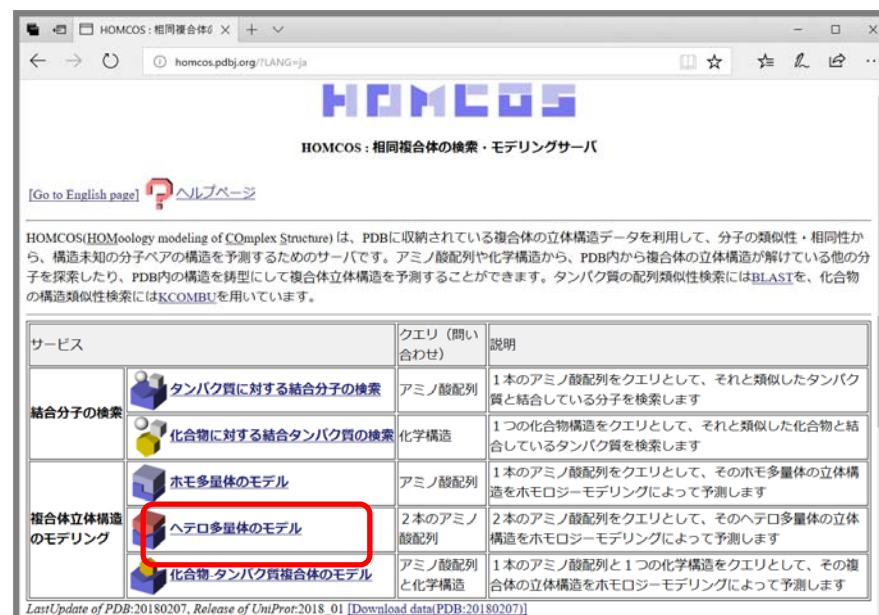 HOMCOS : 相同複合体
homcos.pdbj.org/?LANG=ja
HOMCOS
HOMCOS : 相同複合体の検索・モデリングサーバ
[Go to English page] ヘルプページ
HOMCOS(HOMoology modeling of COmplex Structure) は、PDBに収納されている複合体の立体構造データを利用して、分子の類似性・相同性か
ら、構造未知の分子ペアの構造を予測するためのサーバです。アミノ酸配列や化学構造から、PDB内から複合体の立体構造が解けている他の分
子を探索したり、PDB内の構造を鋳型にして複合体立体構造を予測することができます。タンパク質の配列類似性検索にはBLASTを、化合物
の構造類似性検索にはKCOMBUを用いています。
サービス
クエリ（問い
合わせ）
説明
結合分子の検索
タンパク質に対する結合分子の検索
アミノ酸配列
1本のアミノ酸配列をクエリとして、それと類似したタンパク
質と結合している分子を検索します
化合物に対する結合タンパク質の検索
化学構造
1つの化合物構造をクエリとして、それと類似した化合物と結
合しているタンパク質を検索します
複合体立体構造
のモデリング
ホモ多量体のモデル
アミノ酸配列
1本のアミノ酸配列をクエリとして、そのホモ多量体の立体構
造をホモロジーモデリングによって予測します
ヘテロ多量体のモデル
2本のアミノ
酸配列
2本のアミノ酸配列をクエリとして、そのヘテロ多量体の立体
構造をホモロジーモデリングによって予測します
化合物-タンパク質複合体のモデル
アミノ酸配列
と化学構造
1本のアミノ酸配列と1つの化学構造をクエリとして、その複
合体の立体構造をホモロジーモデリングによって予測します
LastUpdate of PDB:20180207, Release of UniProt:2018_01 [Download data(PDB:20180207)]